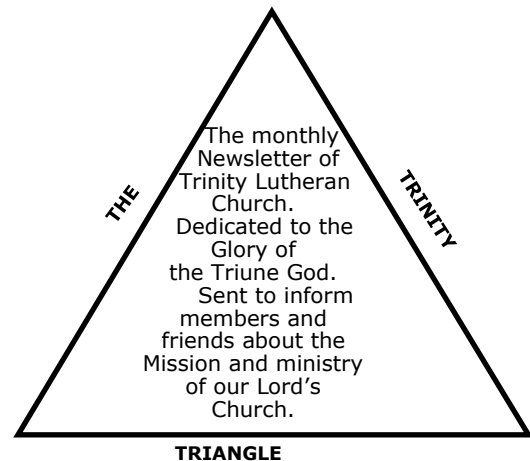 THE
TRINITY
The monthly
Newsletter of
Trinity Lutheran
Church.
Dedicated to the
Glory of
the Triune God.
Sent to inform
members and
friends about the
Mission and ministry
of our Lord’s
Church.
TRIANGLE